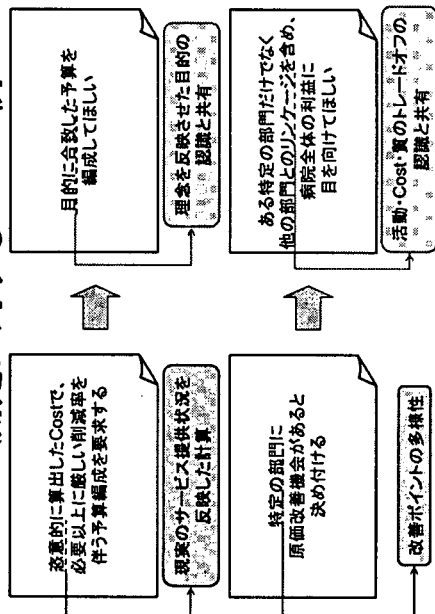 恣意的に算出したCostで、
必要以上に厳しい削減率を
伴う予算編成を要求する
現実のサービス提供状況を
反映した計算
目的に合致した予算を
編成してほしい
理念を反映させた目的の
認識と共有
特定の部門に
原価改善機会があると
決め付ける
改善ポイントの多様性
ある特定の部門だけでなく
他の部門とのリンケージを含め、
病院全体の利益に
目を向けてほしい
活動・Cost・質のトレードオフの
認識と共有